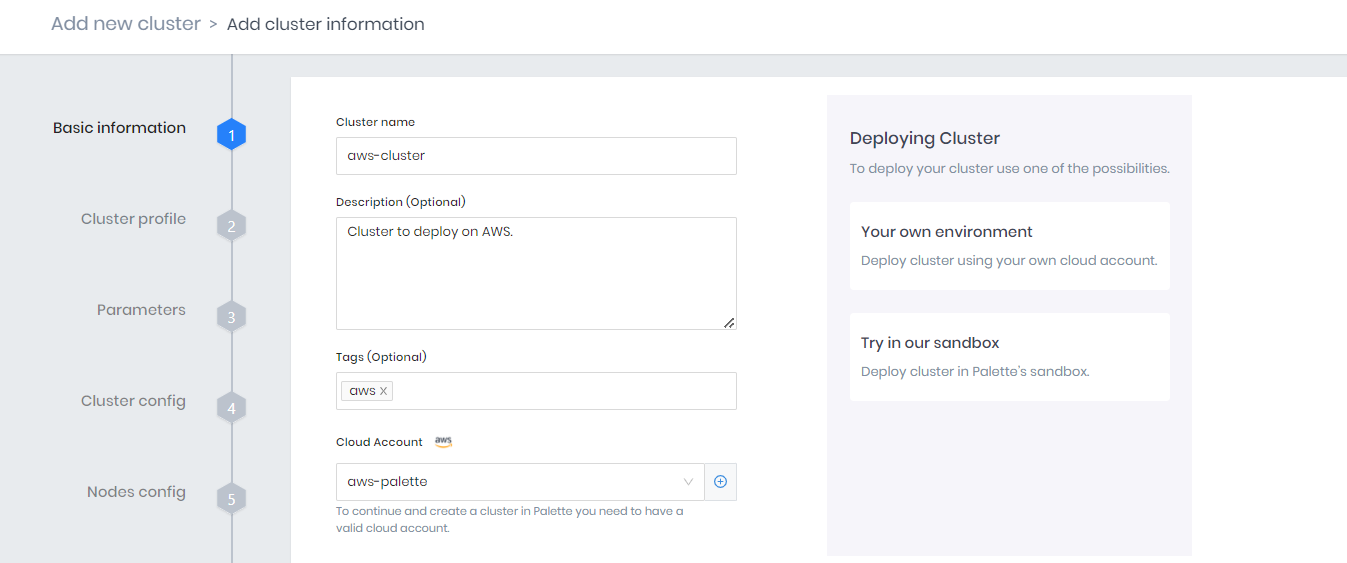 Add new cluster > Add cluster information
Basic information
1
Cluster profile
2
Parameters
3
Cluster config
4
Nodes config
5
Cluster name
aws-cluster
Description (Optional)
Cluster to deploy on AWS.
Tags (Optional)
aws x
Cloud Account aws
aws-palette
To continue and create a cluster in Palette you need to have a
valid cloud account.
Deploying Cluster
To deploy your cluster use one of the possibilities.
Your own environment
Deploy cluster using your own cloud account.
Try in our sandbox
Deploy cluster in Palette's sandbox.